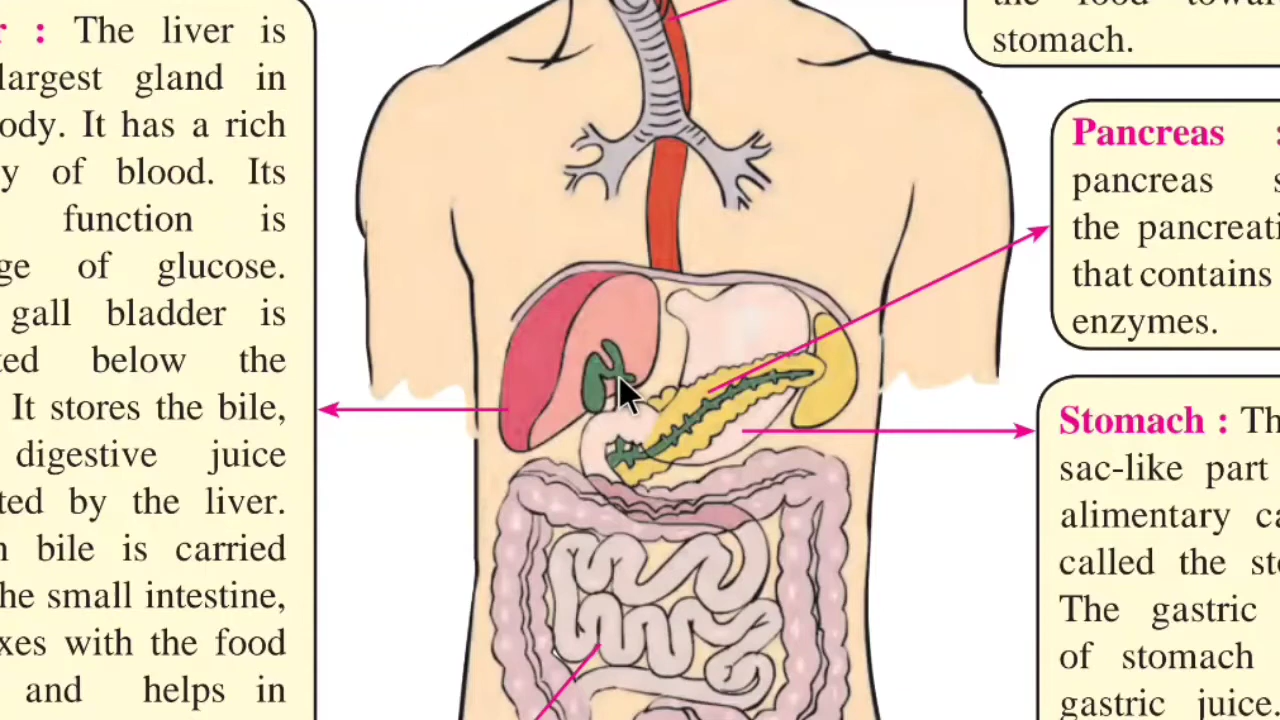 : The liver is
largest gland in
ody. It has a rich
y of blood. Its
function is
ge of glucose.
gall bladder is
ted below the
It stores the bile,
digestive juice
ted by the liver.
bile is carried
he small intestine,
xes with the food
and helps in
stomach.
Pancreas :
pancreas s
the pancreati
that contains
enzymes.
Stomach : Th
sac-like part
alimentary ca
called the sto
The gastric
of stomach
gastric juice.